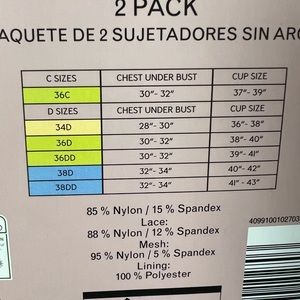 2 PACK
AQUETE DE 2 SUJETADORES SIN ARO
C SIZES CHEST UNDER BUST CUP SIZE
36C 30"- 32" 37"- 39"
D SIZES CHEST UNDER BUST CUP SIZE
34D 28"- 30" 36"- 38"
36D 30"- 32" 38"- 40"
36DD 30"- 32" 39"- 41"
38D 32"- 34" 40"- 42"
38DD 32"- 34" 41"- 43"
85 % Nylon / 15 % Spandex
Lace:
88 % Nylon / 12 % Spandex
Mesh:
95 % Nylon / 5 % Spandex
Lining:
100 % Polyester
4099100102703